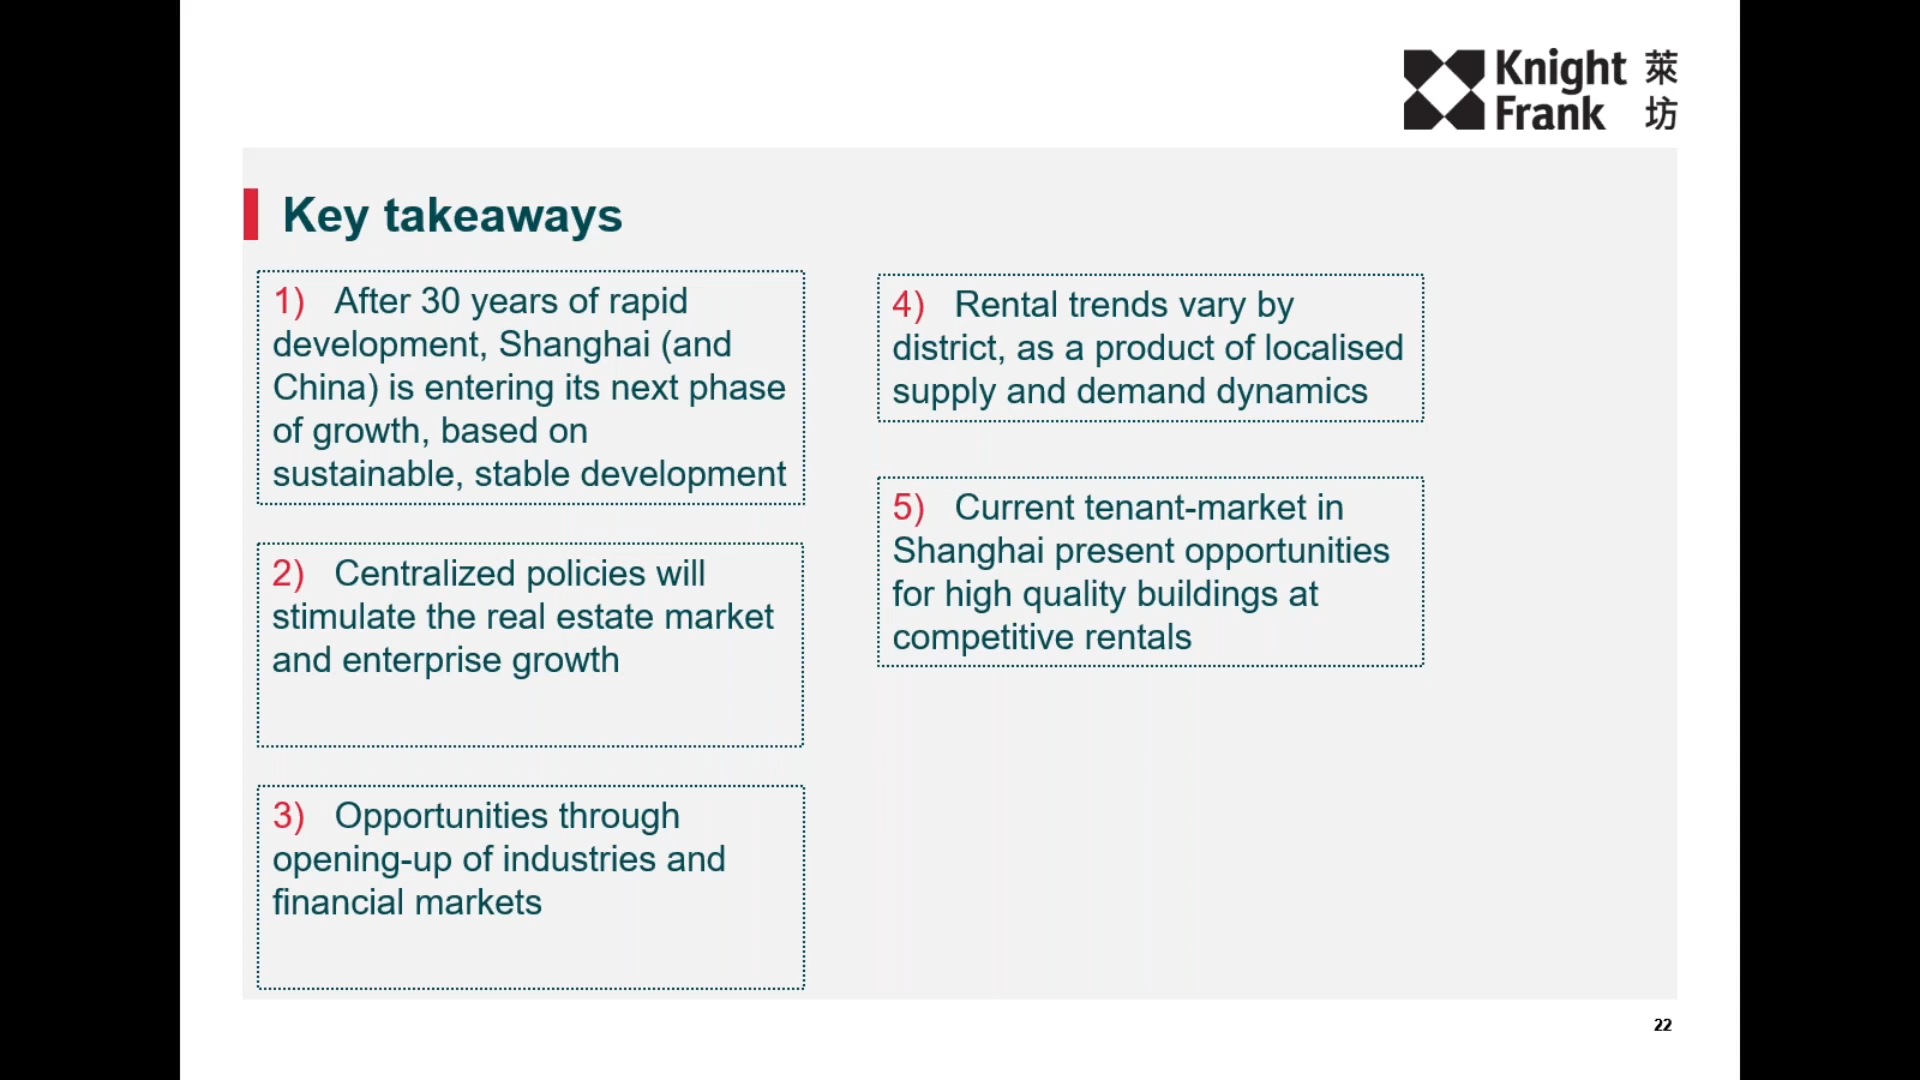 Knight 萊
Frank 坊
Key takeaways
1) After 30 years of rapid
development, Shanghai (and
China) is entering its next phase
of growth, based on
sustainable, stable development
2) Centralized policies will
stimulate the real estate market
and enterprise growth
3) Opportunities through
opening-up of industries and
financial markets
4) Rental trends vary by
district, as a product of localised
supply and demand dynamics
5) Current tenant-market in
Shanghai present opportunities
for high quality buildings at
competitive rentals
22